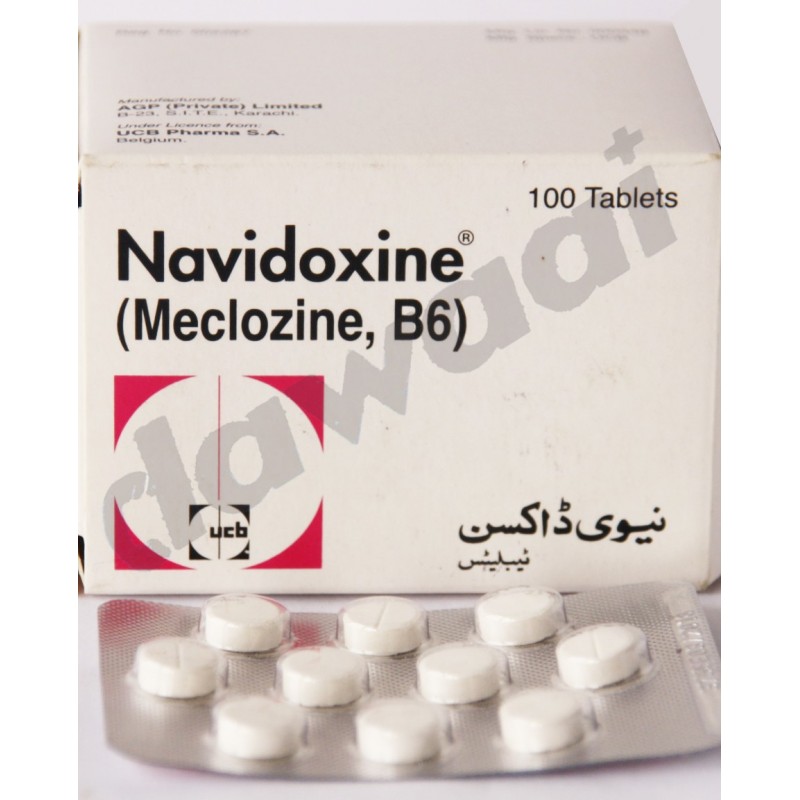 Manufactured by:
AGP (Private) Limited
B-23, S.I.T.E., Karachi.
Under Licence from:
UCB Pharma S.A.
Belgium.
100 Tablets
Navidoxine®
(Meclozine, B6)
ucb
نیوی ڈاکسن
ٹیبلیٹس
dawaai